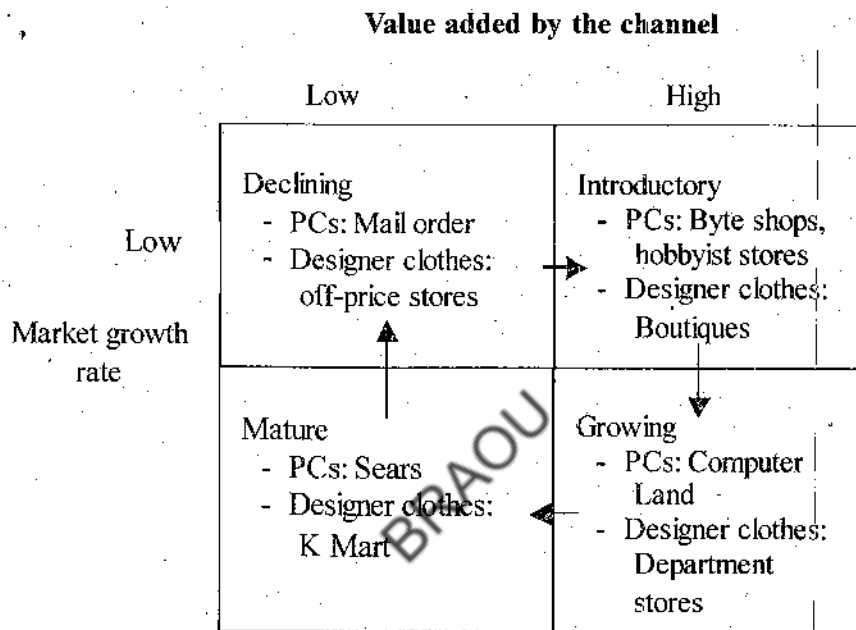 Value added by the channel
Low High
Declining
- PCs: Mail order
- Designer clothes:
off-price stores
Introductory
- PCs: Byte shops,
hobbyist stores
- Designer clothes:
Boutiques
Low
Market growth
rate
Mature
- PCs: Sears
- Designer clothes:
K Mart
Growing
- PCs: Computer
Land
- Designer clothes:
Department
stores
BRAOU